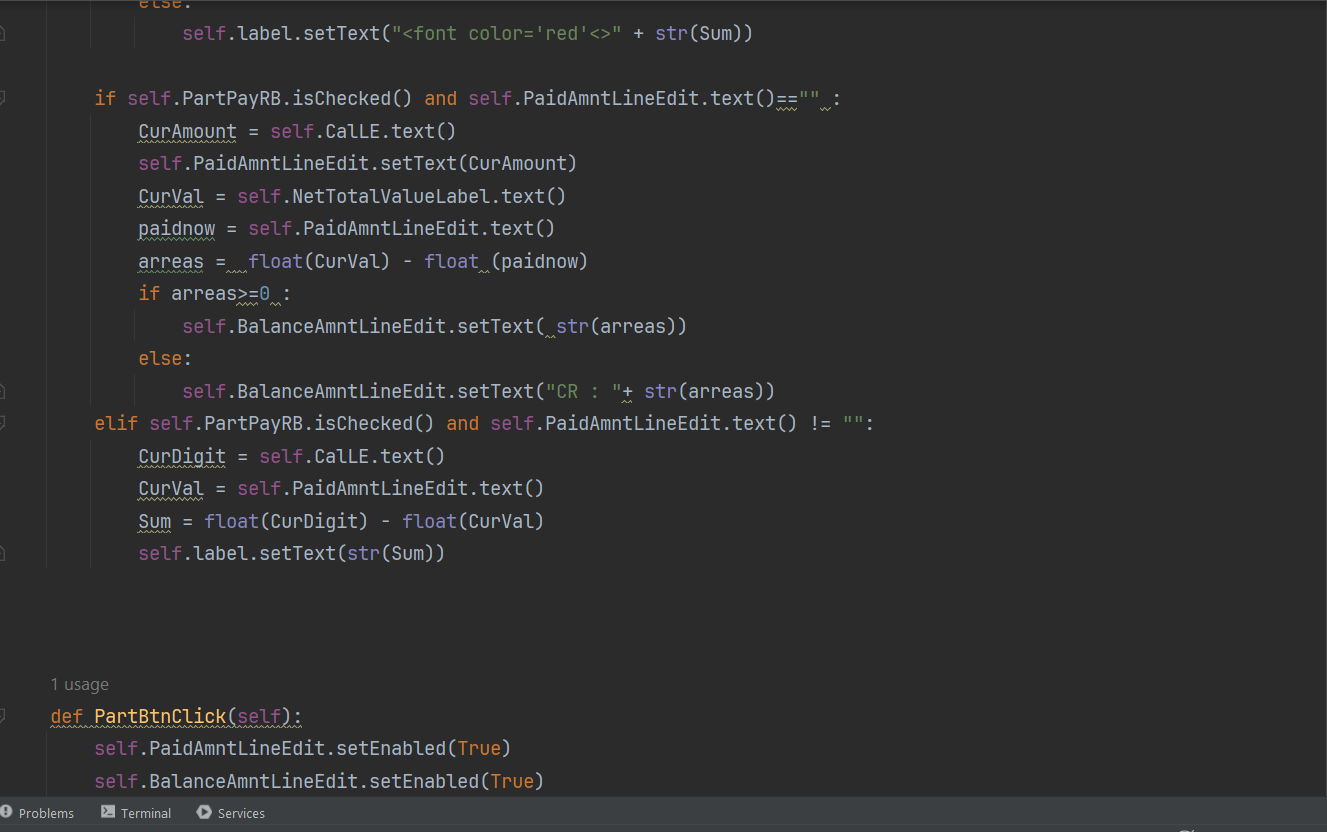 else:
self.label.setText("<font color='red'<>" + str(Sum))
if self.PartPayRB.isChecked() and self.PaidAmntLineEdit.text()=="" :
CurAmount = self.CalLE.text()
self.PaidAmntLineEdit.setText(CurAmount)
CurVal = self.NetTotalValueLabel.text()
paidnow = self.PaidAmntLineEdit.text()
arreas =  float(CurVal) - float (paidnow)
if arreas>=0 :
self.BalanceAmntLineEdit.setText( str(arreas))
else:
self.BalanceAmntLineEdit.setText("CR : "+ str(arreas))
elif self.PartPayRB.isChecked() and self.PaidAmntLineEdit.text() != "":
CurDigit = self.CalLE.text()
CurVal = self.PaidAmntLineEdit.text()
Sum = float(CurDigit) - float(CurVal)
self.label.setText(str(Sum))
1 usage
def PartBtnClick(self):
self.PaidAmntLineEdit.setEnabled(True)
self.BalanceAmntLineEdit.setEnabled(True)
Problems Terminal Services